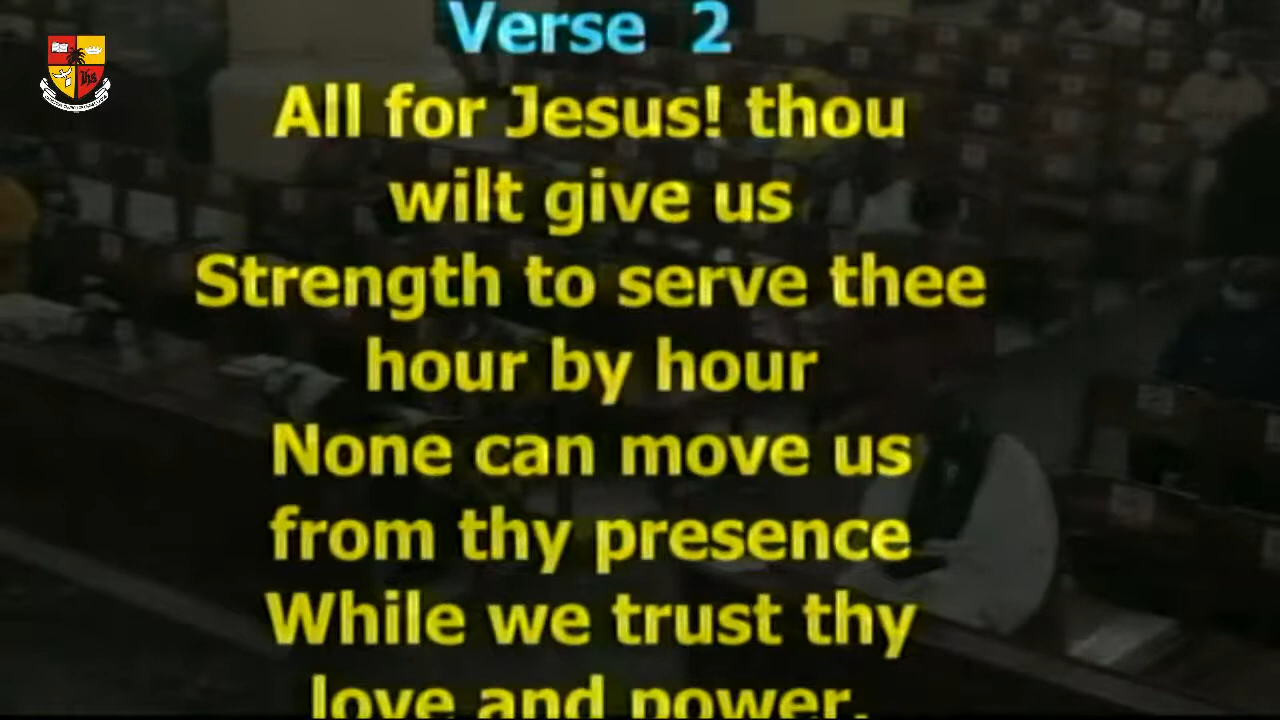 Verse 2
All for Jesus! thou
wilt give us
Strength to serve thee
hour by hour
None can move us
from thy presence
While we trust thy
love and power.